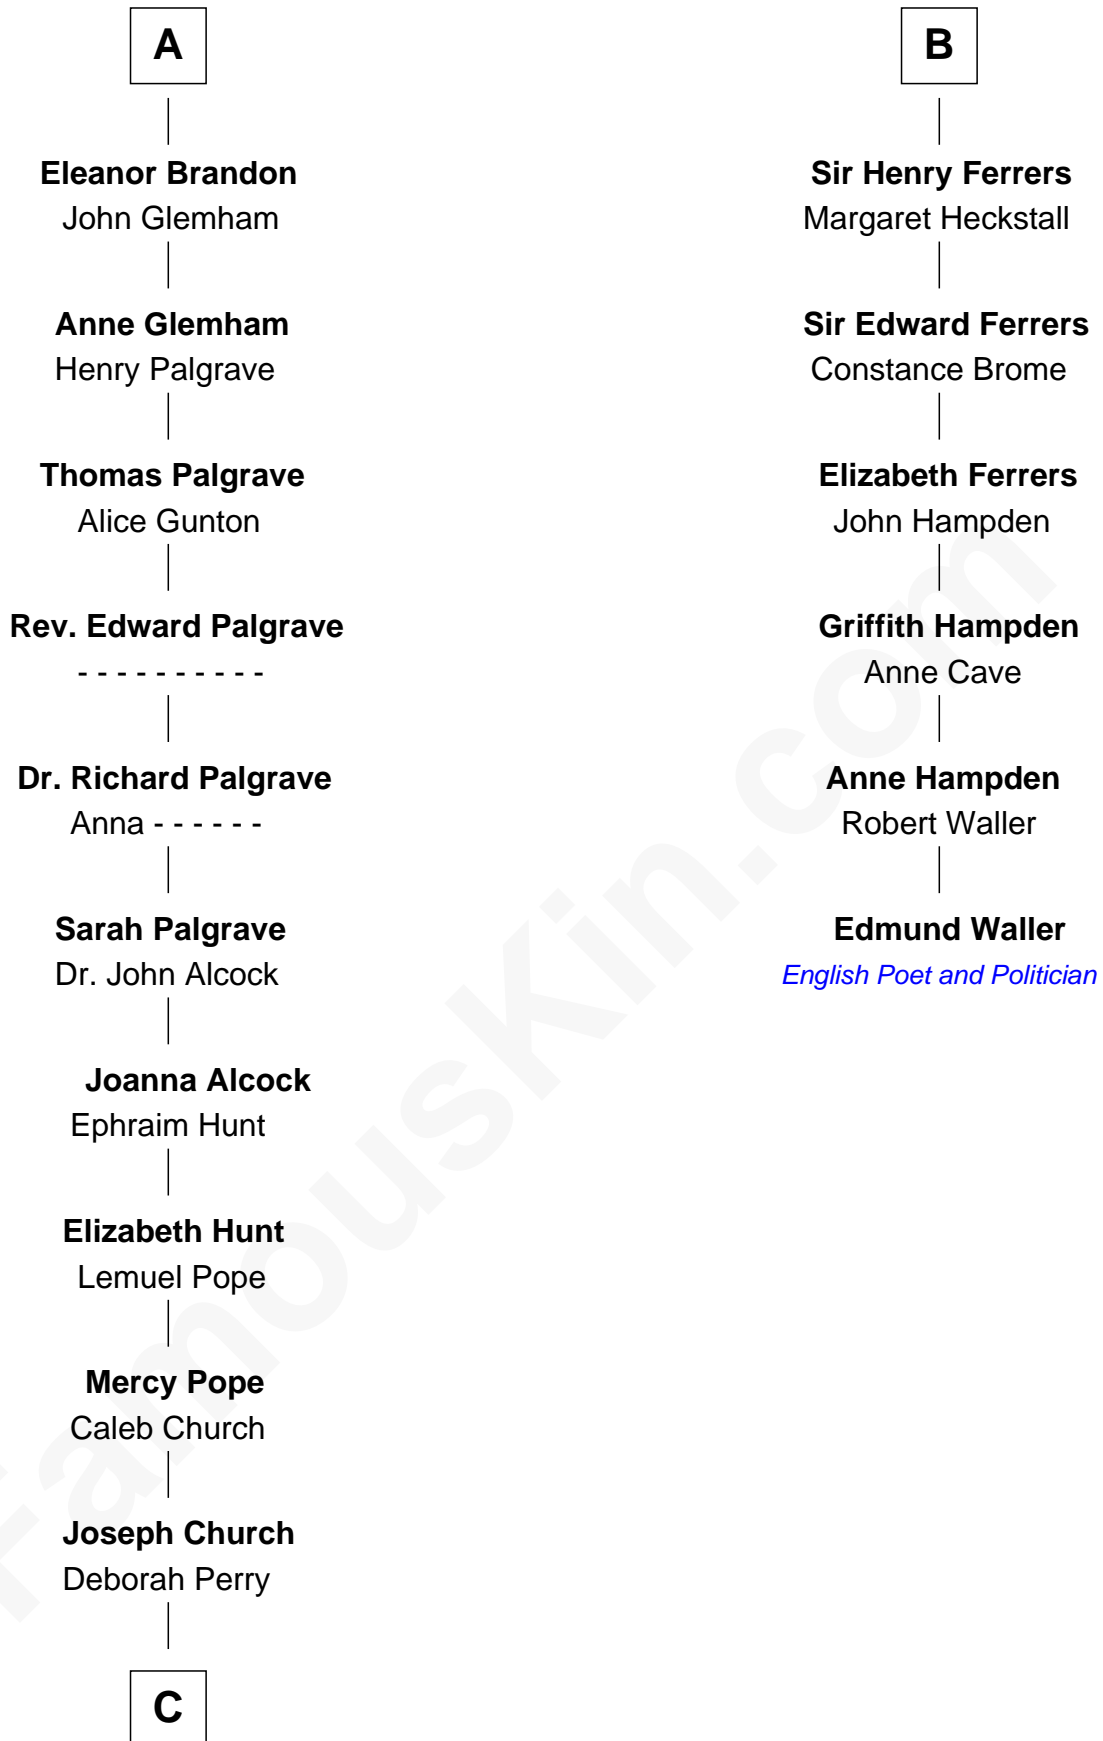 A
Eleanor Brandon
John Glemham
Anne Glemham
Henry Palgrave
Thomas Palgrave
Alice Gunton
Rev. Edward Palgrave
- - - - - - - - - -
Dr. Richard Palgrave
Anna - - - - - -
Sarah Palgrave
Dr. John Alcock
Joanna Alcock
Ephraim Hunt
Elizabeth Hunt
Lemuel Pope
Mercy Pope
Caleb Church
Joseph Church
Deborah Perry
C
B
Sir Henry Ferrers
Margaret Heckstall
Sir Edward Ferrers
Constance Brome
Elizabeth Ferrers
John Hampden
Griffith Hampden
Anne Cave
Anne Hampden
Robert Waller
Edmund Waller
English Poet and Politician
FamousKin.com